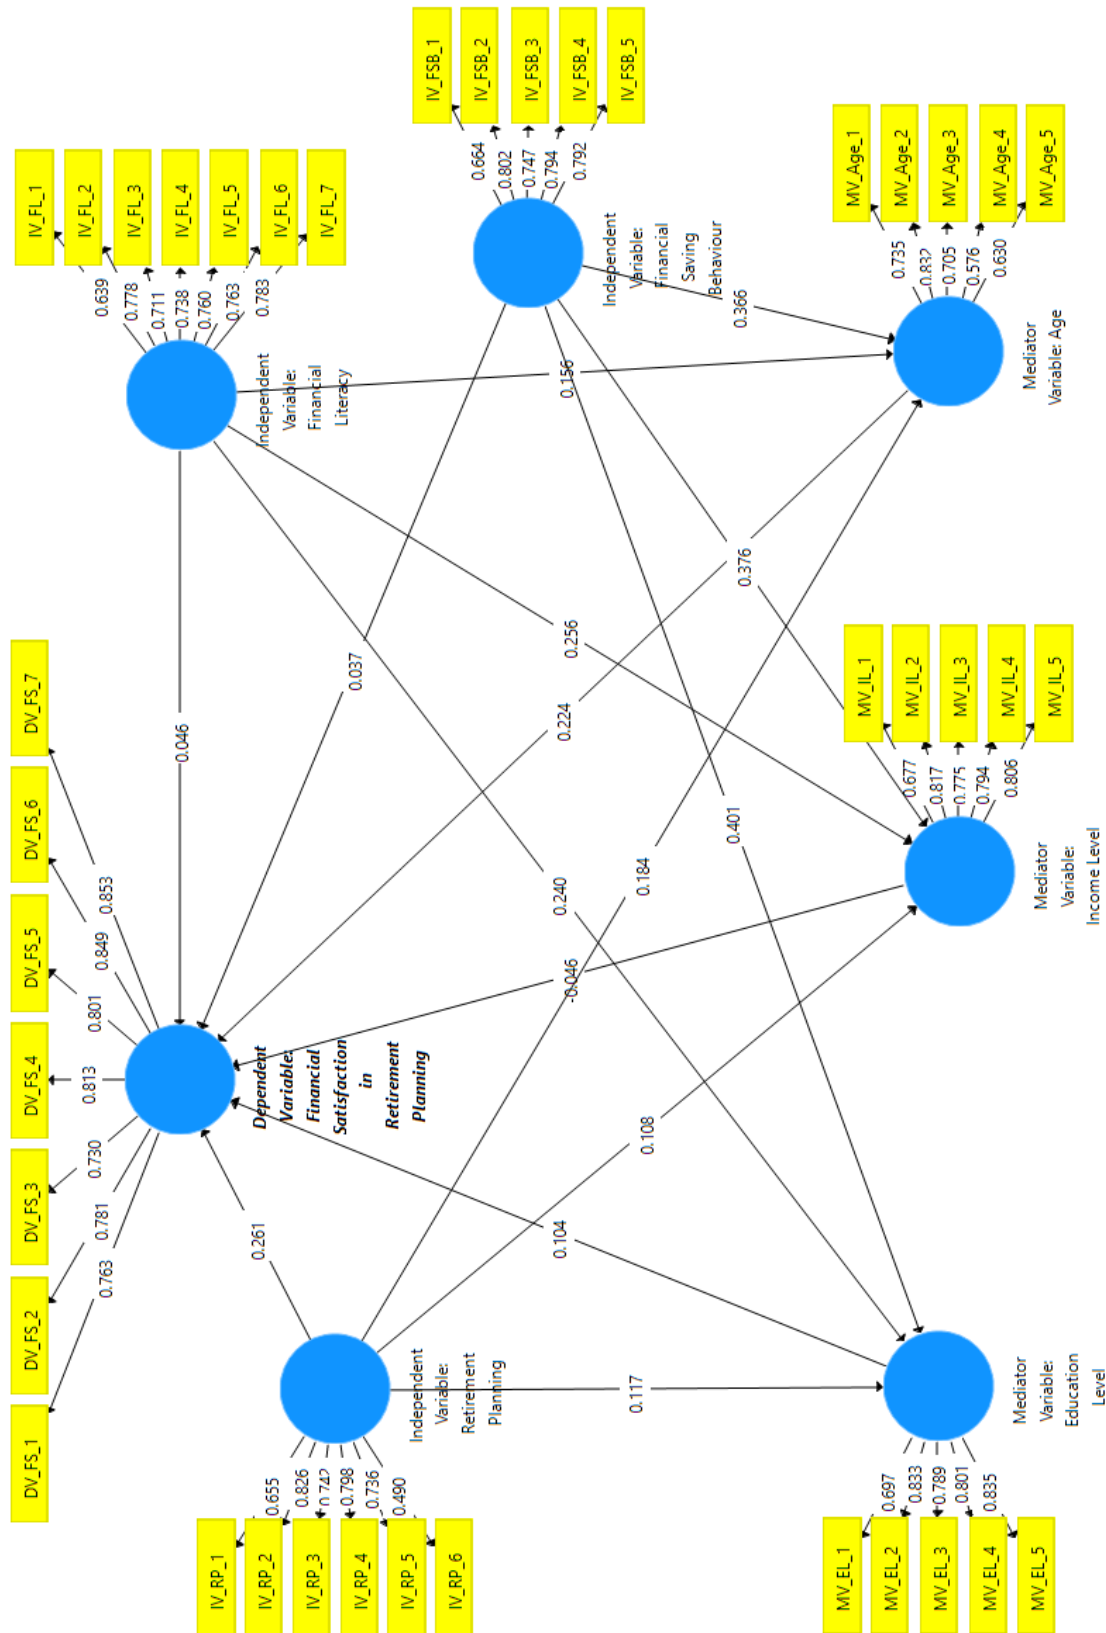 DV_FS_1
DV_FS_2
DV_FS_3
DV_FS_4
DV_FS_5
DV_FS_6
DV_FS_7
0.763
0.781
0.730
0.813
0.801
0.849
0.853
Dependent
Variable:
Financial
Satisfaction
in
Retirement
Planning
IV_FL_1
IV_FL_2
IV_FL_3
IV_FL_4
IV_FL_5
IV_FL_6
IV_FL_7
0.639
0.778
0.711
0.738
0.760
0.763
0.783
Independent
Variable:
Financial
Literacy
IV_RP_1
IV_RP_2
IV_RP_3
IV_RP_4
IV_RP_5
IV_RP_6
0.655
0.826
0.742
0.798
0.736
0.490
Independent
Variable:
Retirement
Planning
IV_FSB_1
IV_FSB_2
IV_FSB_3
IV_FSB_4
IV_FSB_5
0.664
0.802
0.747
0.794
0.792
Independent
Variable:
Financial
Saving
Behaviour
0.046
0.261
0.037
0.240
0.256
0.224
0.156
0.366
0.376
0.401
0.184
-0.046
0.108
0.104
0.117
MV_EL_1
MV_EL_2
MV_EL_3
MV_EL_4
MV_EL_5
0.697
0.833
0.789
0.801
0.835
Mediator
Variable:
Education
Level
MV_IL_1
MV_IL_2
MV_IL_3
MV_IL_4
MV_IL_5
0.677
0.817
0.775
0.794
0.806
Mediator
Variable:
Income Level
MV_Age_1
MV_Age_2
MV_Age_3
MV_Age_4
MV_Age_5
0.735
0.832
0.705
0.576
0.630
Mediator
Variable: Age